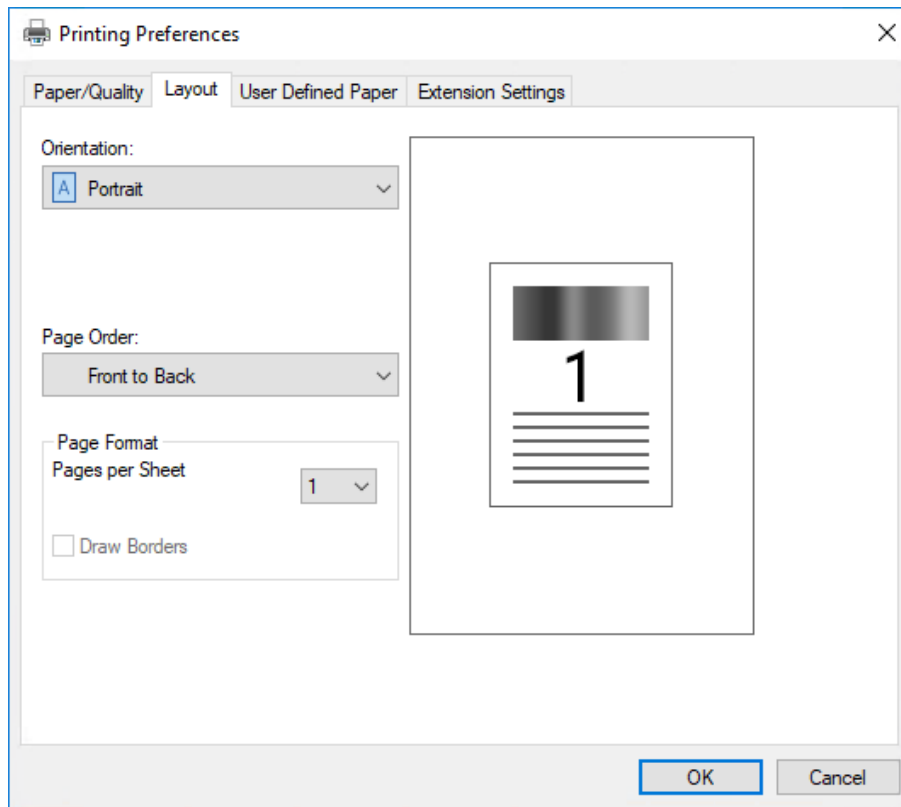 Printing Preferences
Paper/Quality Layout User Defined Paper Extension Settings
Orientation:
A Portrait
Page Order:
Front to Back
Page Format
Pages per Sheet
1
Draw Borders
1
OK Cancel